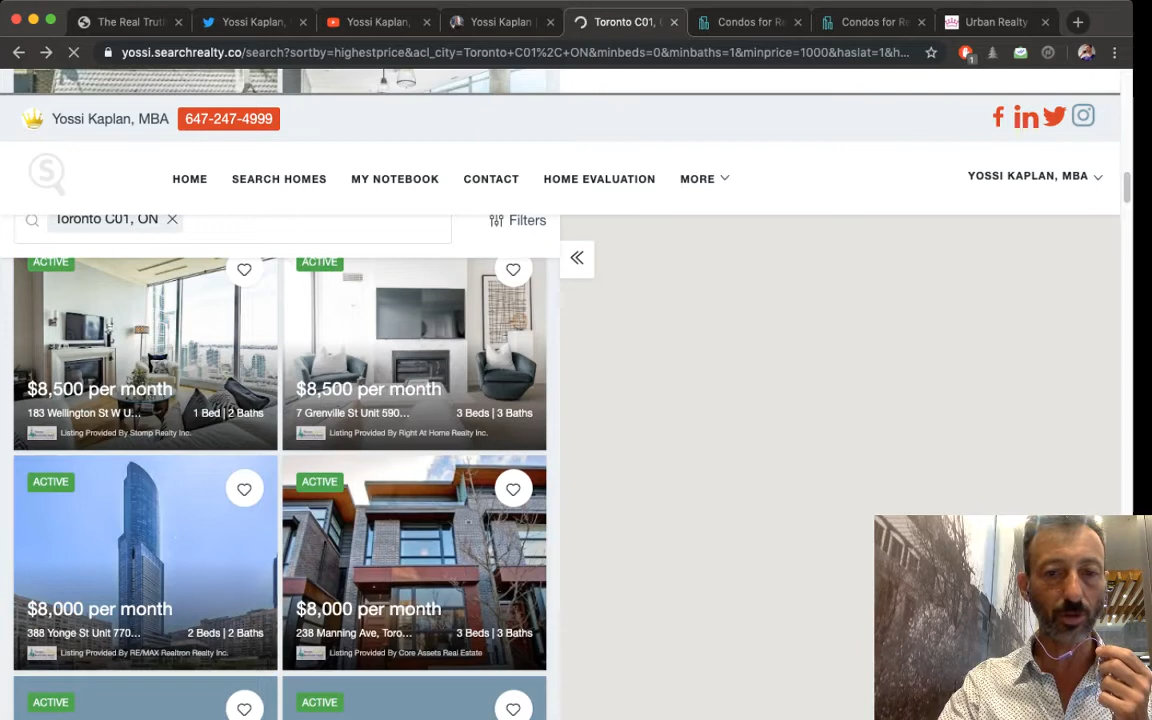 The Real Truth
Yossi Kaplan,
Yossi Kaplan,
Yossi Kaplan
Toronto C01,
Condos for Re
Condos for Re
Urban Realty
yossi.searchrealty.co/search?sortby=highestprice&acl_city=Toronto+C01%2C+ON&minbeds=0&minbaths=1&minprice=1000&haslat=1&h...
1
Yossi Kaplan, MBA 647-247-4999
HOME SEARCH HOMES MY NOTEBOOK CONTACT HOME EVALUATION MORE YOSSI KAPLAN, MBA
Toronto C01, ON Filters
ACTIVE
$8,500 per month
183 Wellington St W U... 1 Bed | 2 Baths
Listing Provided By Stomp Realty Inc.
ACTIVE
$8,500 per month
7 Grenville St Unit 590... 3 Beds | 3 Baths
Listing Provided By Right At Home Realty Inc.
ACTIVE
$8,000 per month
388 Yonge St Unit 770... 2 Beds | 2 Baths
Listing Provided By RE/MAX Realtron Realty Inc.
ACTIVE
$8,000 per month
238 Manning Ave, Toro... 3 Beds | 3 Baths
Listing Provided By Core Assets Real Estate
ACTIVE
ACTIVE